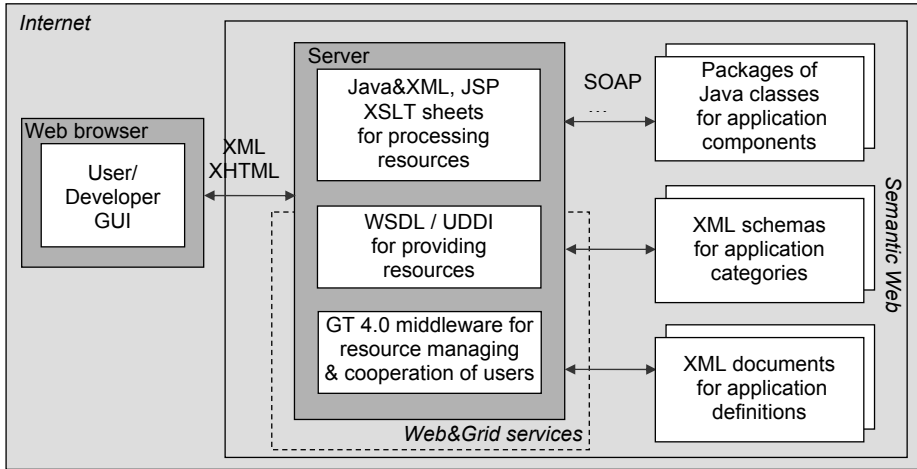 Internet
Web browser
User/
Developer
GUI
XML
XHTML
Server
Java&XML, JSP
XSLT sheets
for processing
resources
WSDL / UDDI
for providing
resources
GT 4.0 middleware for
resource managing
& cooperation of users
Web&Grid services
SOAP
...
Packages of
Java classes
for application
components
XML schemas
for application
categories
XML documents
for application
definitions
Semantic Web